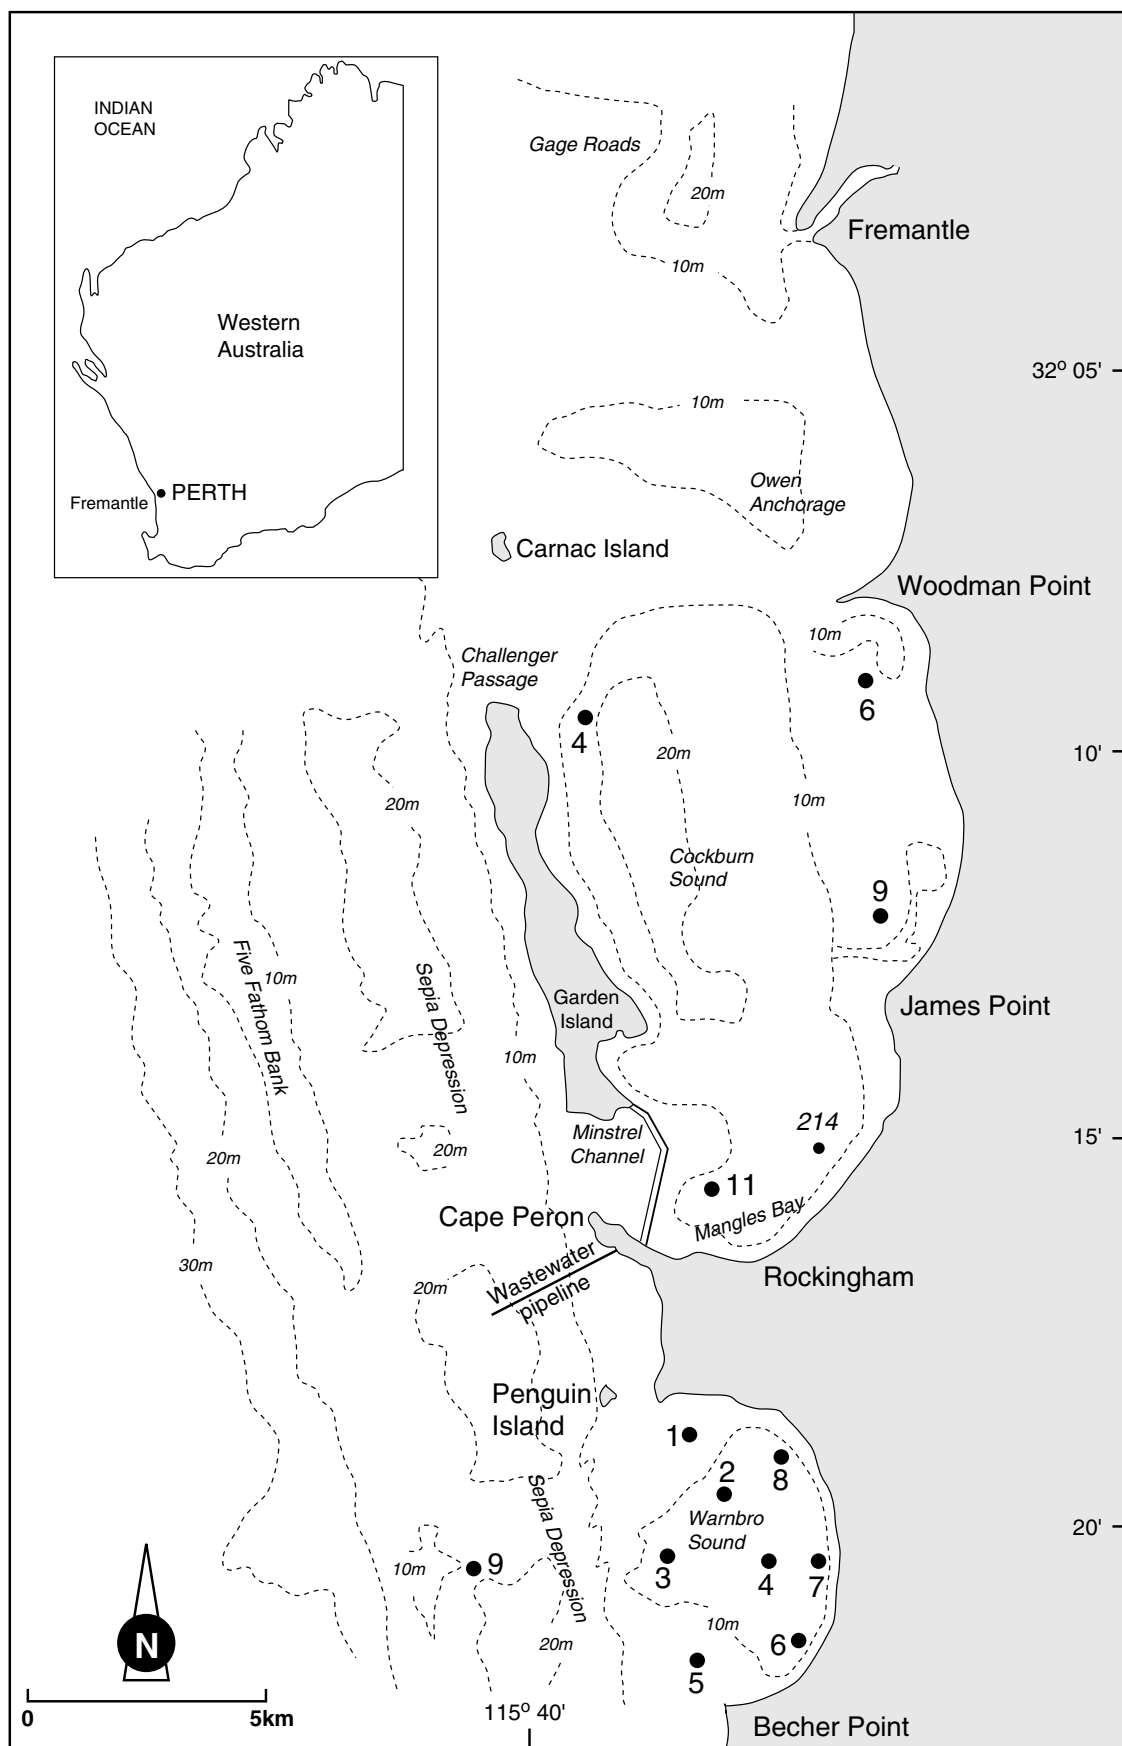 INDIAN
OCEAN
Western
Australia
Fremantle
PERTH
Gage Roads
20m
Fremantle
10m
32° 05'
10m
Owen
Anchorage
Carnac Island
Woodman Point
10m
Challenger
Passage
6
4
20m
10'
10m
20m
Cockburn
Sound
9
Five Fathom Bank
10m
Sepia Depression
Garden
Island
James Point
10m
214
Minstrel
Channel
15'
20m
20m
11
Mangles Bay
Cape Peron
30m
Wastewater
pipeline
Rockingham
20m
Penguin
Island
1
8
2
Warnbro
Sound
20'
Sepia Depression
10m
9
3
4
7
10m
20m
6
5
N
0
5km
115° 40'
Becher Point